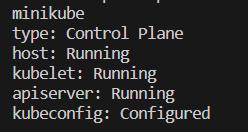 minikube
type: Control Plane
host: Running
kubelet: Running
apiserver: Running
kubeconfig: Configured